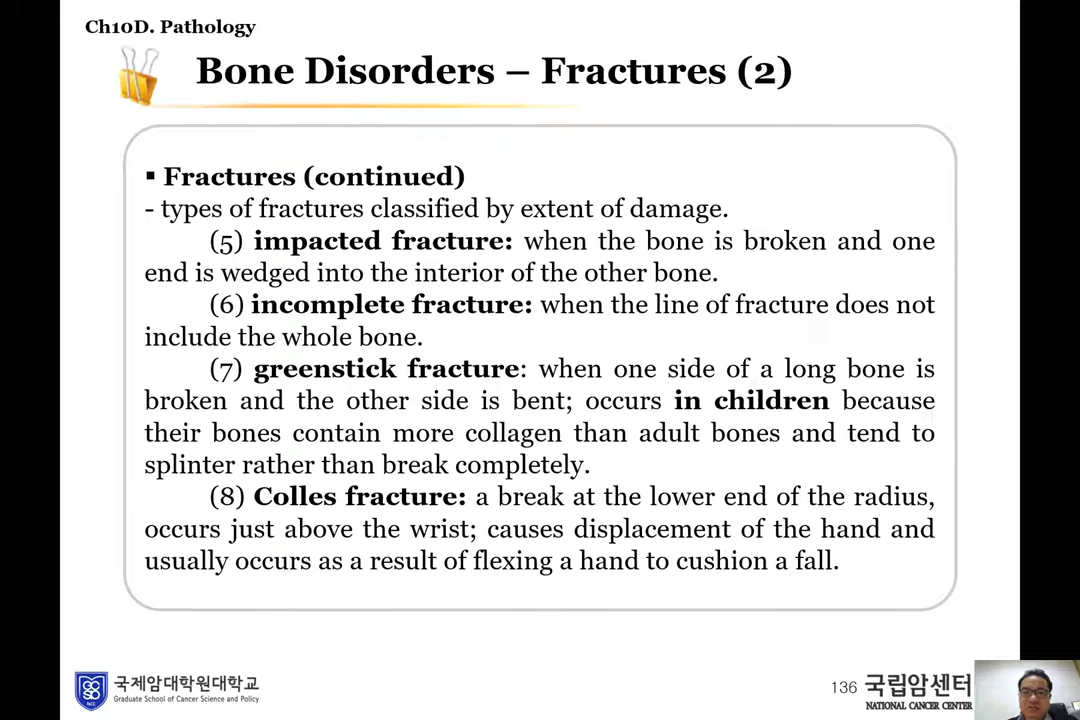 Ch10D. Pathology
Bone Disorders – Fractures (2)
▪ Fractures (continued)
- types of fractures classified by extent of damage.
(5) impacted fracture: when the bone is broken and one
end is wedged into the interior of the other bone.
(6) incomplete fracture: when the line of fracture does not
include the whole bone.
(7) greenstick fracture: when one side of a long bone is
broken and the other side is bent; occurs in children because
their bones contain more collagen than adult bones and tend to
splinter rather than break completely.
(8) Colles fracture: a break at the lower end of the radius,
occurs just above the wrist; causes displacement of the hand and
usually occurs as a result of flexing a hand to cushion a fall.
국제암대학원대학교
Graduate School of Cancer Science and Policy
NCC
136 국립암센터
NATIONAL CANCER CENTER